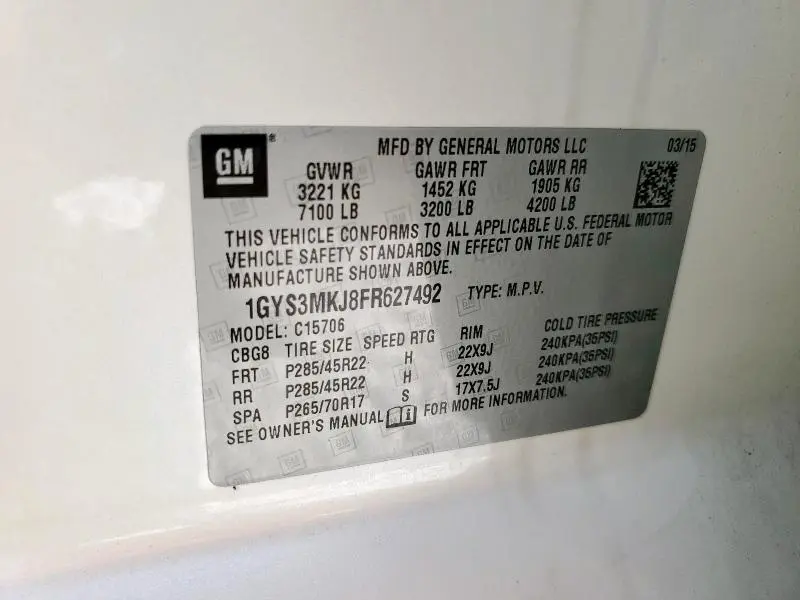 GM®
MFD BY GENERAL MOTORS LLC 03/15
GVWR GAWR FRT GAWR RR
3221 KG 1452 KG 1905 KG
7100 LB 3200 LB 4200 LB
THIS VEHICLE CONFORMS TO ALL APPLICABLE U.S. FEDERAL MOTOR
VEHICLE SAFETY STANDARDS IN EFFECT ON THE DATE OF
MANUFACTURE SHOWN ABOVE.
1GYS3MKJ8FR627492 TYPE: M.P.V.
MODEL: C15706
CBG8 TIRE SIZE SPEED RTG RIM COLD TIRE PRESSURE
FRT P285/45R22 H 22X9J 240KPA(35PSI)
RR P285/45R22 H 22X9J 240KPA(35PSI)
SPA P265/70R17 S 17X7.5J 240KPA(35PSI)
SEE OWNER'S MANUAL FOR MORE INFORMATION.